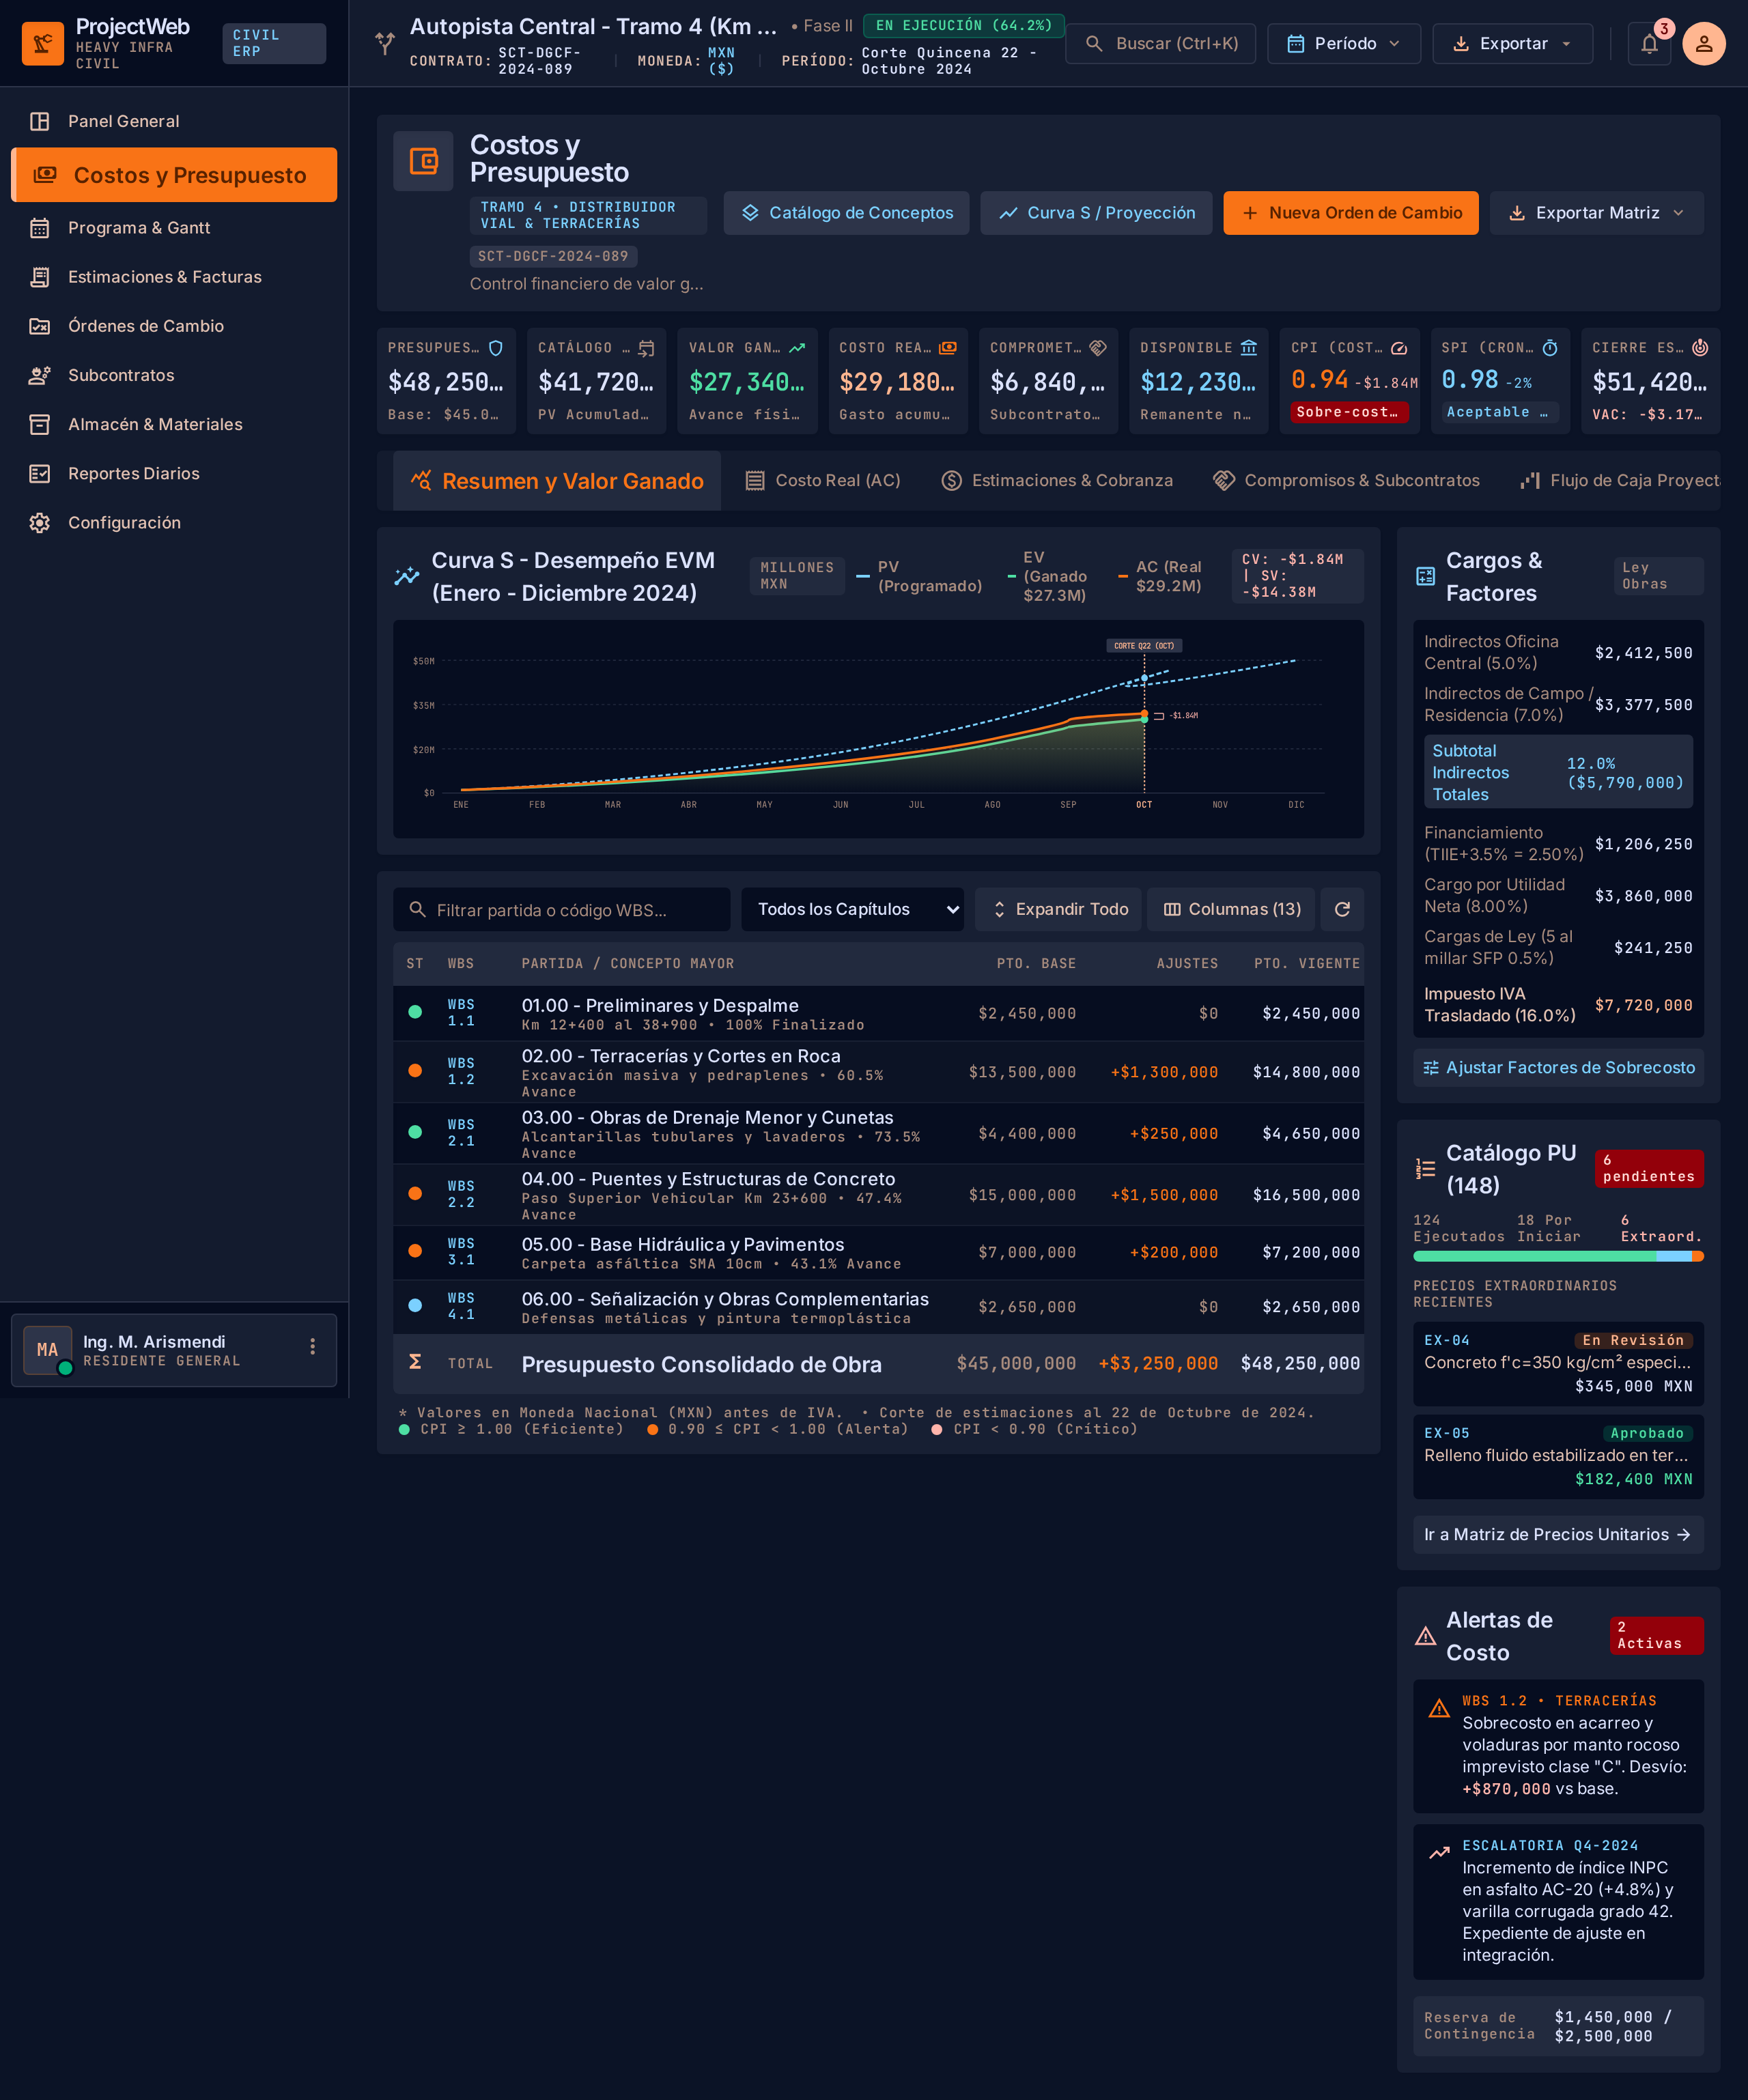 ProjectWeb
HEAVY INFRA
CIVIL
CIVIL
ERP
Autopista Central - Tramo 4 (Km ...
• Fase II
EN EJECUCIÓN (64.2%)
CONTRATO: SCT-DGCF-
2024-089
MONEDA: MXN
($)
PERÍODO: Corte Quincena 22 -
Octubre 2024
Buscar (Ctrl+K)
Período
Exportar
3
Panel General
Costos y Presupuesto
Programa & Gantt
Estimaciones & Facturas
Órdenes de Cambio
Subcontratos
Almacén & Materiales
Reportes Diarios
Configuración
MA
Ing. M. Arismendi
RESIDENTE GENERAL
Costos y
Presupuesto
TRAMO 4 • DISTRIBUIDOR
VIAL & TERRACERÍAS
SCT-DGCF-2024-089
Control financiero de valor g...
Catálogo de Conceptos
Curva S / Proyección
Nueva Orden de Cambio
Exportar Matriz
PRESUPUES...
$48,250...
Base: $45.0...
CATÁLOGO ...
$41,720...
PV Acumulad...
VALOR GAN...
$27,340...
Avance físi...
COSTO REA...
$29,180...
Gasto acumu...
COMPROMET...
$6,840,...
Subcontrato...
DISPONIBLE
$12,230...
Remanente n...
CPI (COST...
0.94 -$1.84M
Sobre-cost...
SPI (CRON...
0.98 -2%
Aceptable ...
CIERRE ES...
$51,420...
VAC: -$3.17...
Resumen y Valor Ganado
Costo Real (AC)
Estimaciones & Cobranza
Compromisos & Subcontratos
Flujo de Caja Proyect
Curva S - Desempeño EVM
(Enero - Diciembre 2024)
MILLONES
MXN
PV
(Programado)
EV
(Ganado
$27.3M)
AC (Real
$29.2M)
CV: -$1.84M
| SV:
-$14.38M
CORTE Q22 (OCT)
$50M
$35M
$20M
$0
-$1.84M
ENE FEB MAR ABR MAY JUN JUL AGO SEP OCT NOV DIC
Filtrar partida o código WBS...
Todos los Capítulos
Expandir Todo
Columnas (13)
ST WBS PARTIDA / CONCEPTO MAYOR PTO. BASE AJUSTES PTO. VIGENTE
WBS
1.1
01.00 - Preliminares y Despalme
Km 12+400 al 38+900 • 100% Finalizado
$2,450,000 $0 $2,450,000
WBS
1.2
02.00 - Terracerías y Cortes en Roca
Excavación masiva y pedraplenes • 60.5%
Avance
$13,500,000 +$1,300,000 $14,800,000
WBS
2.1
03.00 - Obras de Drenaje Menor y Cunetas
Alcantarillas tubulares y lavaderos • 73.5%
Avance
$4,400,000 +$250,000 $4,650,000
WBS
2.2
04.00 - Puentes y Estructuras de Concreto
Paso Superior Vehicular Km 23+600 • 47.4%
Avance
$15,000,000 +$1,500,000 $16,500,000
WBS
3.1
05.00 - Base Hidráulica y Pavimentos
Carpeta asfáltica SMA 10cm • 43.1% Avance
$7,000,000 +$200,000 $7,200,000
WBS
4.1
06.00 - Señalización y Obras Complementarias
Defensas metálicas y pintura termoplástica
$2,650,000 $0 $2,650,000
Σ TOTAL Presupuesto Consolidado de Obra $45,000,000 +$3,250,000 $48,250,000
* Valores en Moneda Nacional (MXN) antes de IVA. • Corte de estimaciones al 22 de Octubre de 2024.
CPI ≥ 1.00 (Eficiente) 0.90 ≤ CPI < 1.00 (Alerta) CPI < 0.90 (Crítico)
Cargos &
Factores
Ley
Obras
Indirectos Oficina
Central (5.0%)
$2,412,500
Indirectos de Campo /
Residencia (7.0%)
$3,377,500
Subtotal
Indirectos
Totales
12.0%
($5,790,000)
Financiamiento
(TIIE+3.5% = 2.50%)
$1,206,250
Cargo por Utilidad
Neta (8.00%)
$3,860,000
Cargas de Ley (5 al
millar SFP 0.5%)
$241,250
Impuesto IVA
Trasladado (16.0%)
$7,720,000
Ajustar Factores de Sobrecosto
Catálogo PU
(148)
6
pendientes
124
Ejecutados
18 Por
Iniciar
6
Extraord.
PRECIOS EXTRAORDINARIOS
RECIENTES
EX-04
En Revisión
Concreto f'c=350 kg/cm² especi...
$345,000 MXN
EX-05
Aprobado
Relleno fluido estabilizado en ter...
$182,400 MXN
Ir a Matriz de Precios Unitarios
Alertas de
Costo
2
Activas
WBS 1.2 • TERRACERÍAS
Sobrecosto en acarreo y
voladuras por manto rocoso
imprevisto clase "C". Desvío:
+$870,000 vs base.
ESCALATORIA Q4-2024
Incremento de índice INPC
en asfalto AC-20 (+4.8%) y
varilla corrugada grado 42.
Expediente de ajuste en
integración.
Reserva de
Contingencia
$1,450,000 /
$2,500,000